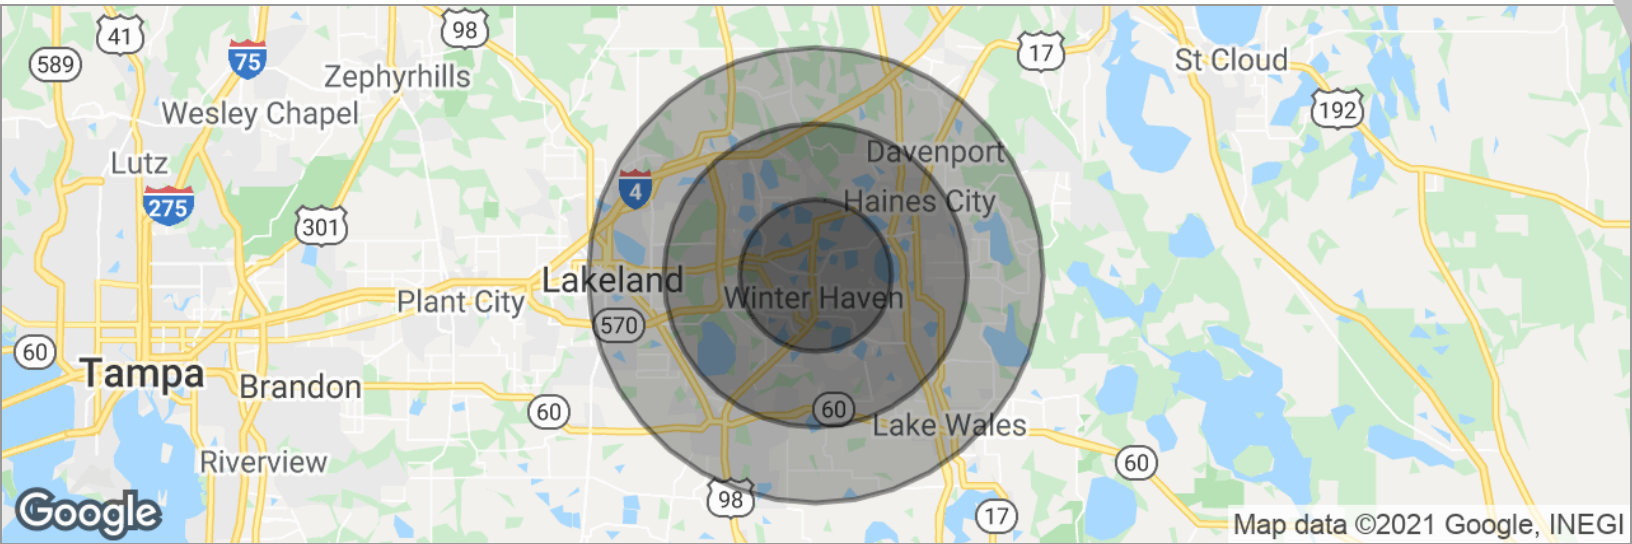 98
41
17
75
St Cloud
589
Zephyrhills
192
Wesley Chapel
Davenport
Lutz
4
Haines City
275
301
Lakeland
Winter Haven
Plant City
570
60
Tampa
Brandon
60
60
Lake Wales
Riverview
60
98
Google
17
Map data ©2021 Google, INEGI